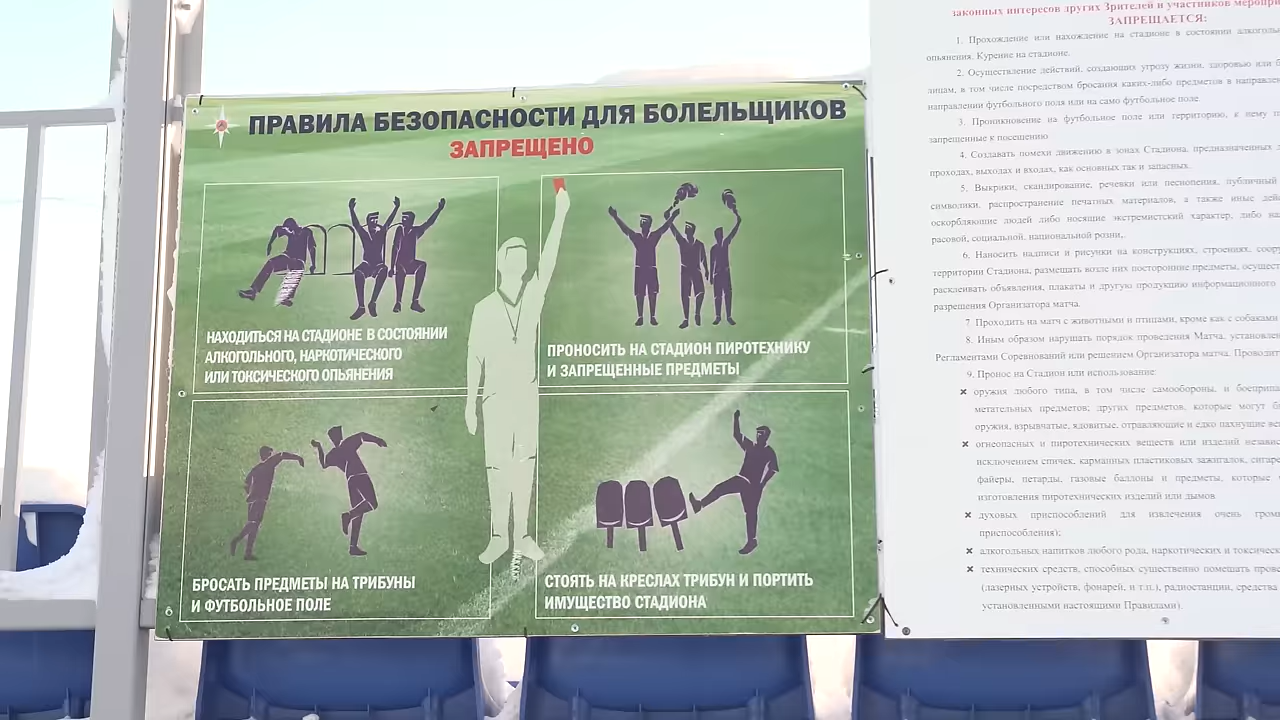 ПРАВИЛА БЕЗОПАСНОСТИ ДЛЯ БОЛЕЛЬЩИКОВ
ЗАПРЕЩЕНО
НАХОДИТЬСЯ НА СТАДИОНЕ В СОСТОЯНИИ
АЛКОГОЛЬНОГО, НАРКОТИЧЕСКОГО
ИЛИ ТОКСИЧЕСКОГО ОПЬЯНЕНИЯ
ПРОНОСИТЬ НА СТАДИОН ПИРОТЕХНИКУ
И ЗАПРЕЩЕННЫЕ ПРЕДМЕТЫ
БРОСАТЬ ПРЕДМЕТЫ НА ТРИБУНЫ
И ФУТБОЛЬНОЕ ПОЛЕ
СТОЯТЬ НА КРЕСЛАХ ТРИБУН И ПОРТИТЬ
ИМУЩЕСТВО СТАДИОНА
законных интересов других Зрителей и участников
ЗАПРЕЩАЕТСЯ:
1. Прохождение или нахождение на стадионе в состоянии
опьянения. Курение на стадионе.
2. Осуществление действий, создающих угрозу жизни, здоровью или
лицам, в том числе посредством бросания каких-либо предметов в
направлении футбольного поля или на само футбольное поле.
3. Проникновение на футбольное поле или территорию, к нему
запрещенные к посещению
4. Создавать помехи движению в зонах Стадиона, предназначенных
проходах, выходах и входах, как основных так и запасных.
5. Выкрики, скандирование, речевки или песнопения, публичный
символики, распространение печатных материалов, а также иные
оскорбляющие людей либо носящие экстремистский характер, либо
расовой, социальной, национальной розни,.
6. Наносить надписи и рисунки на конструкциях, строениях,
территории Стадиона, размещать возле них посторонние предметы,
расклеивать объявления, плакаты и другую продукцию информационного
разрешения Организатора матча.
7 Проходить на матч с животными и птицами, кроме как с собаками
8. Иным образом нарушать порядок проведения Матча,
Регламентами Соревнований или решением Организатора матча.
9. Пронос на Стадион или использование:
✖ оружия любого типа, в том числе самообороны, и
метательных предметов; других предметов, которые могут
оружия, взрывчатые, ядовитые, отравляющие и едко пахнущие
✖ огнеопасных и пиротехнических веществ или изделий
исключением спичек, карманных пластиковых зажигалок,
файеры, петарды, газовые баллоны и предметы, которые
изготовления пиротехнических изделий или дымов
✖ духовых приспособлений для извлечения очень
приспособления);
✖ алкогольных напитков любого рода, наркотических и
✖ технических средств, способных существенно помешать
(лазерных устройств, фонарей, и т.п.), радиостанции, средства
установленными настоящими Правилами).